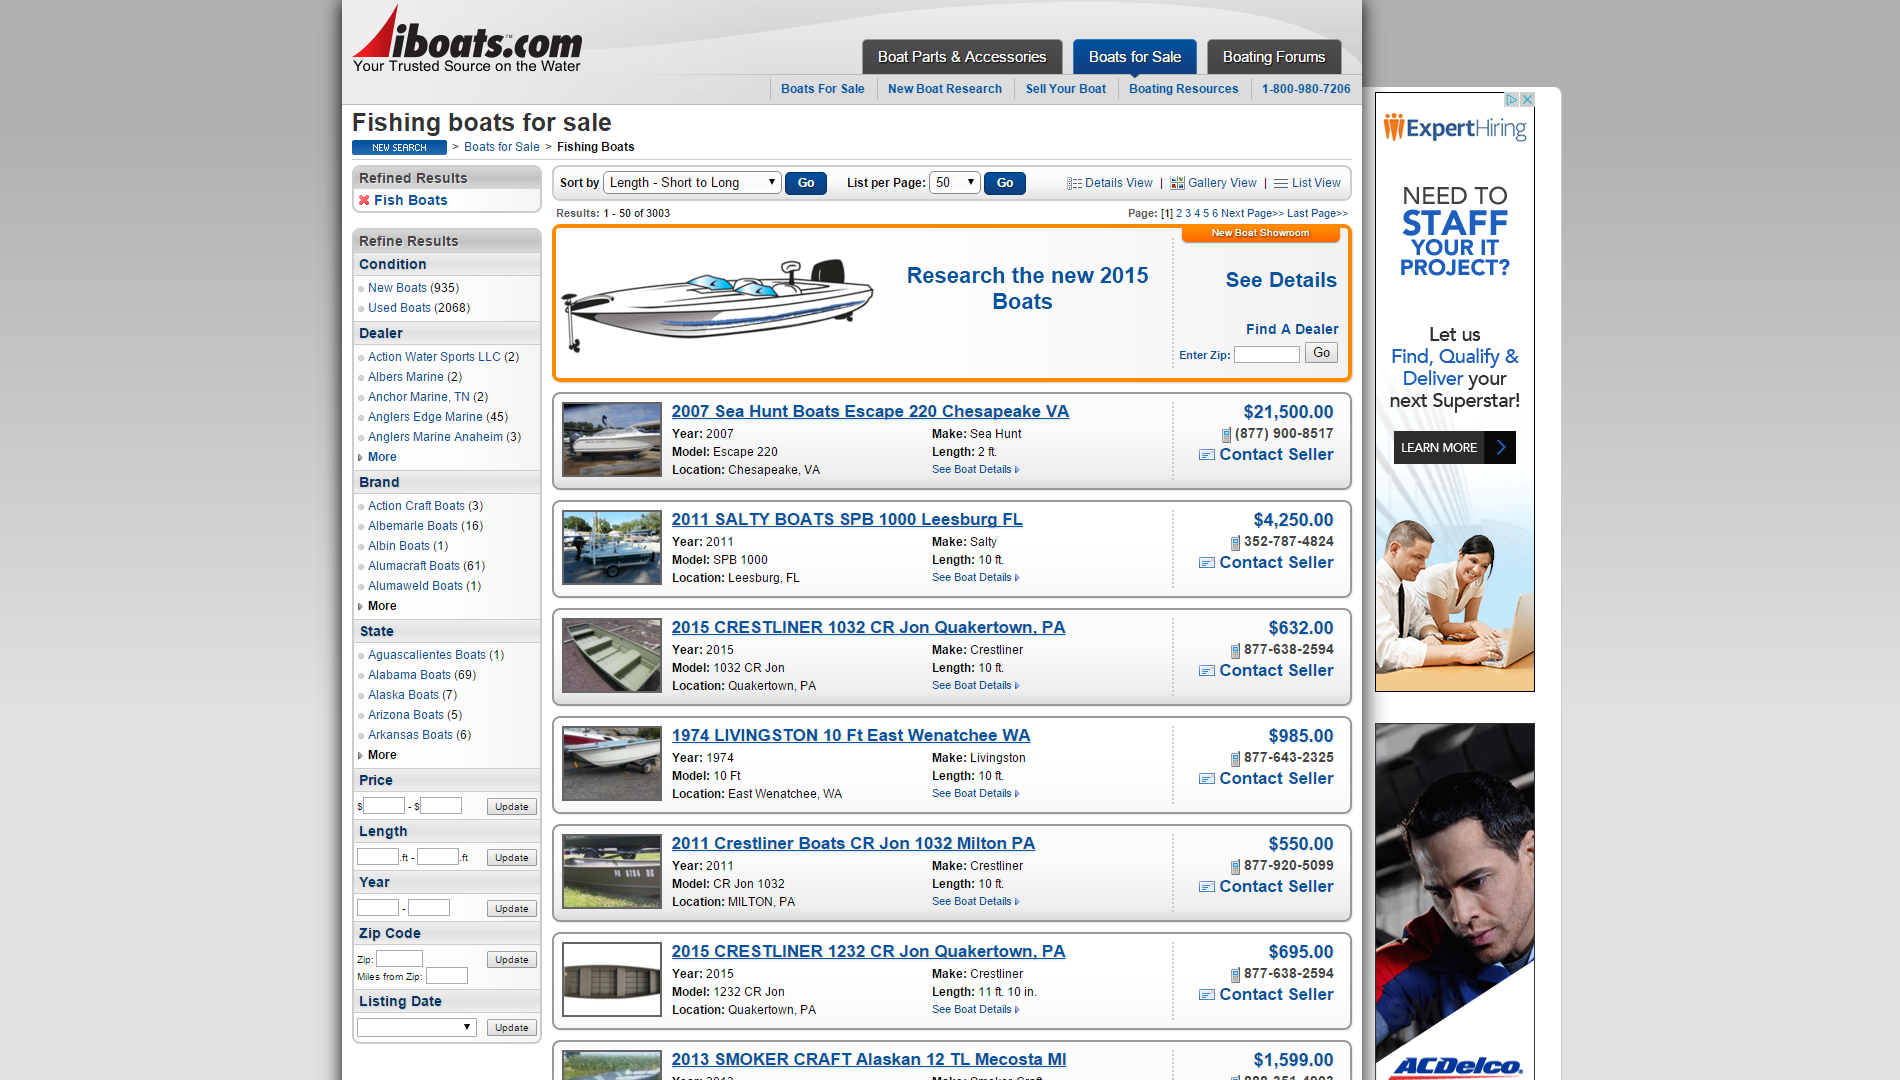 iboats.com™
Your Trusted Source on the Water
Boat Parts & Accessories
Boats for Sale
Boating Forums
Boats For Sale
New Boat Research
Sell Your Boat
Boating Resources
1-800-980-7206
Fishing boats for sale
NEW SEARCH > Boats for Sale > Fishing Boats
Refined Results
Fish Boats
Refine Results
Condition
New Boats (935)
Used Boats (2068)
Dealer
Action Water Sports LLC (2)
Albers Marine (2)
Anchor Marine, TN (2)
Anglers Edge Marine (45)
Anglers Marine Anaheim (3)
More
Brand
Action Craft Boats (3)
Albemarle Boats (16)
Albin Boats (1)
Alumacraft Boats (61)
Alumaweld Boats (1)
More
State
Aguascalientes Boats (1)
Alabama Boats (69)
Alaska Boats (7)
Arizona Boats (5)
Arkansas Boats (6)
More
Price
$ - $ Update
Length
.ft - .ft Update
Year
- Update
Zip Code
Zip: Update
Miles from Zip:
Listing Date
Update
Sort by Length - Short to Long Go List per Page: 50 Go Details View | Gallery View | List View
Results: 1 - 50 of 3003
Page: [1] 2 3 4 5 6 Next Page>> Last Page>>
New Boat Showroom
Research the new 2015
Boats
See Details
Find A Dealer
Enter Zip: Go
2007 Sea Hunt Boats Escape 220 Chesapeake VA
Year: 2007
Make: Sea Hunt
Model: Escape 220
Length: 2 ft.
Location: Chesapeake, VA
See Boat Details
$21,500.00
(877) 900-8517
Contact Seller
2011 SALTY BOATS SPB 1000 Leesburg FL
Year: 2011
Make: Salty
Model: SPB 1000
Length: 10 ft.
Location: Leesburg, FL
See Boat Details
$4,250.00
352-787-4824
Contact Seller
2015 CRESTLINER 1032 CR Jon Quakertown, PA
Year: 2015
Make: Crestliner
Model: 1032 CR Jon
Length: 10 ft.
Location: Quakertown, PA
See Boat Details
$632.00
877-638-2594
Contact Seller
1974 LIVINGSTON 10 Ft East Wenatchee WA
Year: 1974
Make: Livingston
Model: 10 Ft
Length: 10 ft.
Location: East Wenatchee, WA
See Boat Details
$985.00
877-643-2325
Contact Seller
2011 Crestliner Boats CR Jon 1032 Milton PA
Year: 2011
Make: Crestliner
Model: CR Jon 1032
Length: 10 ft.
Location: MILTON, PA
See Boat Details
$550.00
877-920-5099
Contact Seller
2015 CRESTLINER 1232 CR Jon Quakertown, PA
Year: 2015
Make: Crestliner
Model: 1232 CR Jon
Length: 11 ft. 10 in.
Location: Quakertown, PA
See Boat Details
$695.00
877-638-2594
Contact Seller
2013 SMOKER CRAFT Alaskan 12 TL Mecosta MI
$1,599.00
ExpertHiring
NEED TO
STAFF
YOUR IT
PROJECT?
Let us
Find, Qualify &
Deliver your
next Superstar!
LEARN MORE
ACDelco